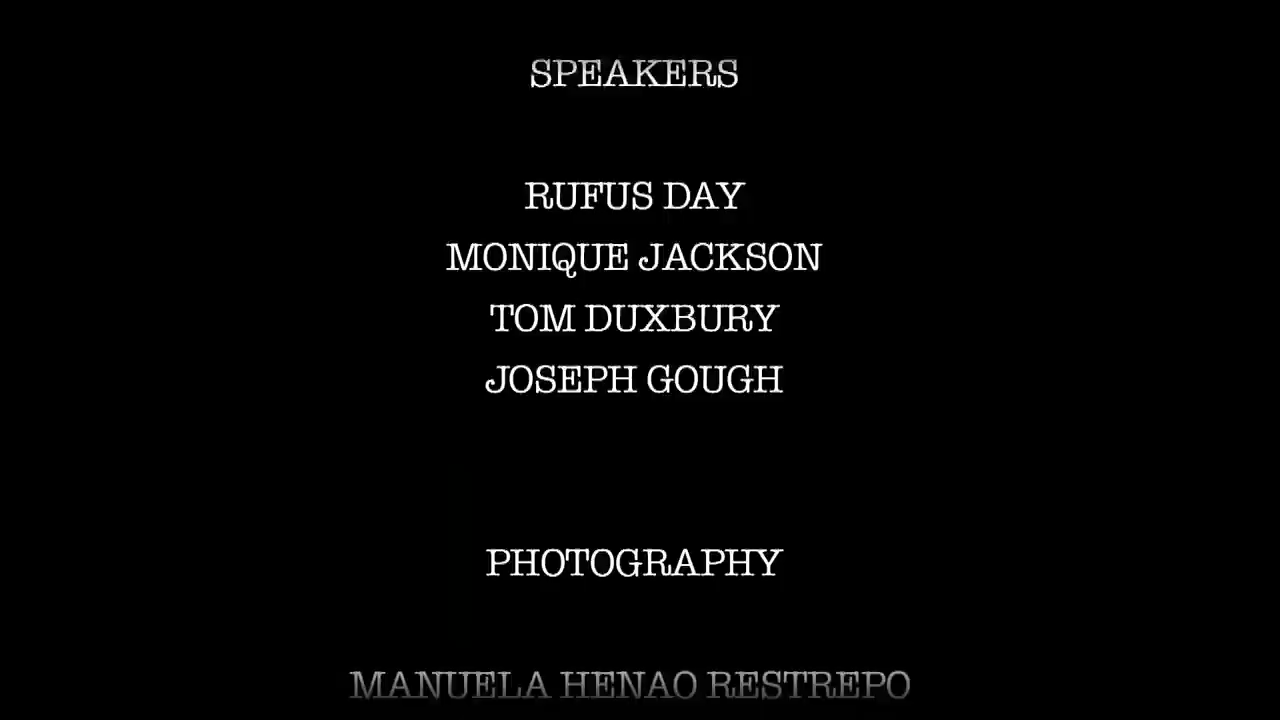 SPEAKERS
RUFUS DAY
MONIQUE JACKSON
TOM DUXBURY
JOSEPH GOUGH
PHOTOGRAPHY
MANUELA HENAO RESTREPO